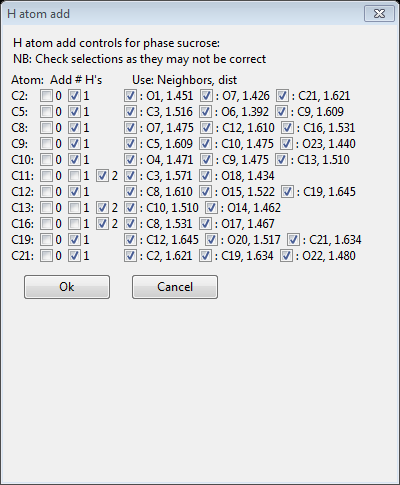 H atom add
H atom add controls for phase sucrose:
NB: Check selections as they may not be correct
Atom: Add # H's Use: Neighbors, dist
C2: 0 1 : O1, 1.451 : O7, 1.426 : C21, 1.621
C5: 0 1 : C3, 1.516 : O6, 1.392 : C9, 1.609
C8: 0 1 : O7, 1.475 : C12, 1.610 : C16, 1.531
C9: 0 1 : C5, 1.609 : C10, 1.475 : O23, 1.440
C10: 0 1 : O4, 1.471 : C9, 1.475 : C13, 1.510
C11: 0 1 2 : C3, 1.571 : O18, 1.434
C12: 0 1 : C8, 1.610 : O15, 1.522 : C19, 1.645
C13: 0 1 2 : C10, 1.510 : O14, 1.462
C16: 0 1 2 : C8, 1.531 : O17, 1.467
C19: 0 1 : C12, 1.645 : O20, 1.517 : C21, 1.634
C21: 0 1 : C2, 1.621 : C19, 1.634 : O22, 1.480
Ok Cancel